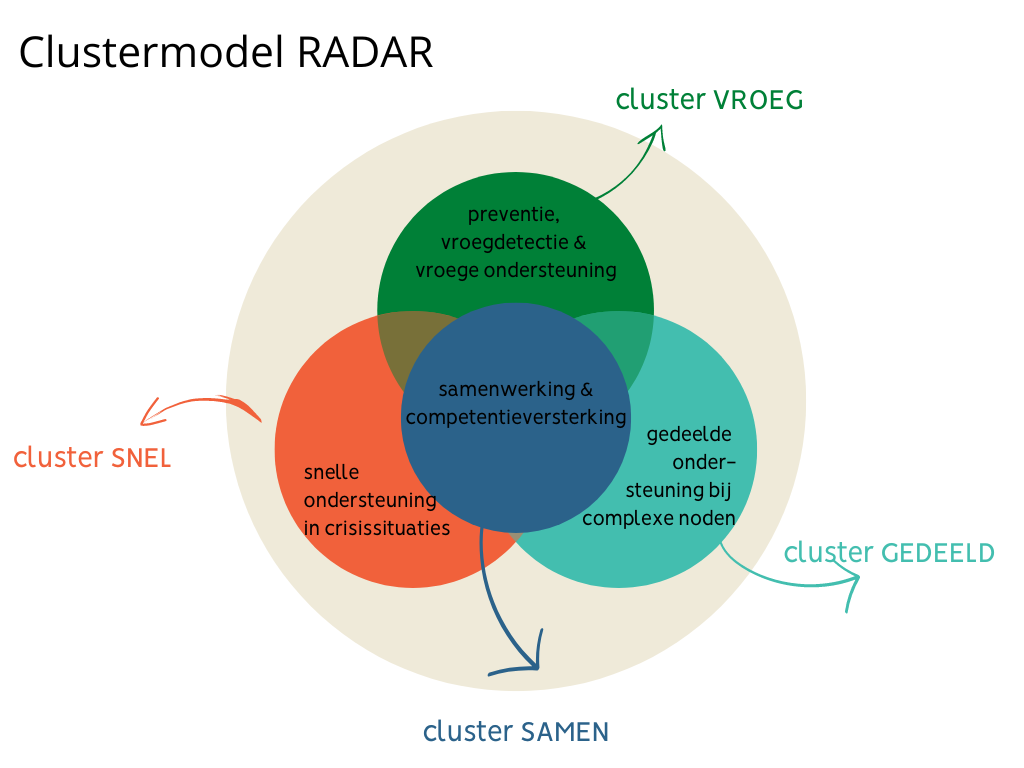 Clustermodel RADAR
cluster VROEG
preventie,
vroegdetectie &
vroege ondersteuning
samenwerking &
competentieversterking
cluster SNEL
snelle
ondersteuning
in crisissituaties
gedeelde
onder-
steuning bij
complexe noden
cluster GEDEELD
cluster SAMEN